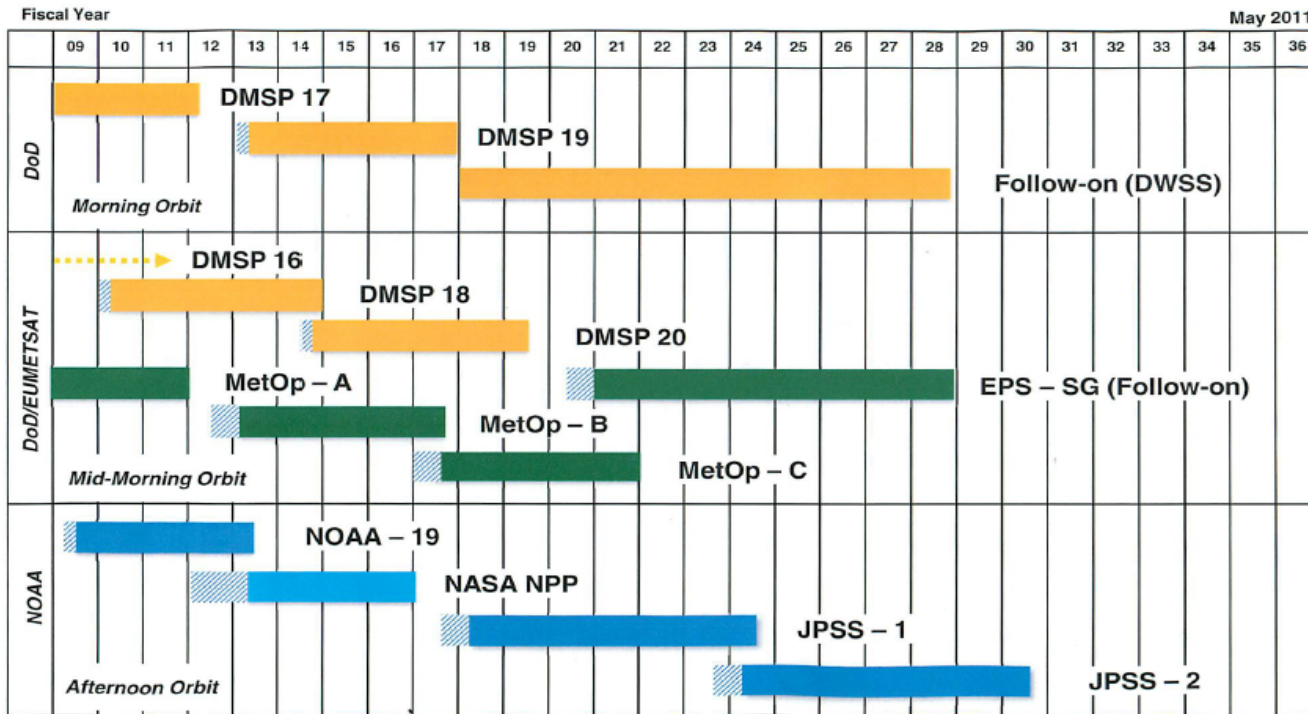 Fiscal Year May 2011
09 10 11 12 13 14 15 16 17 18 19 20 21 22 23 24 25 26 27 28 29 30 31 32 33 34 35 36
DoD
DMSP 17
DMSP 19
Follow-on (DWSS)
Morning Orbit
DoD/EUMETSAT
DMSP 16
DMSP 18
DMSP 20
MetOp – A
EPS – SG (Follow-on)
MetOp – B
MetOp – C
Mid-Morning Orbit
NOAA
NOAA – 19
NASA NPP
JPSS – 1
JPSS – 2
Afternoon Orbit